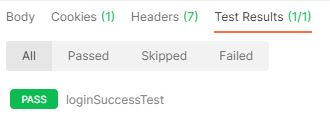 Body Cookies (1) Headers (7) Test Results (1/1)
All Passed Skipped Failed
PASS loginSuccessTest